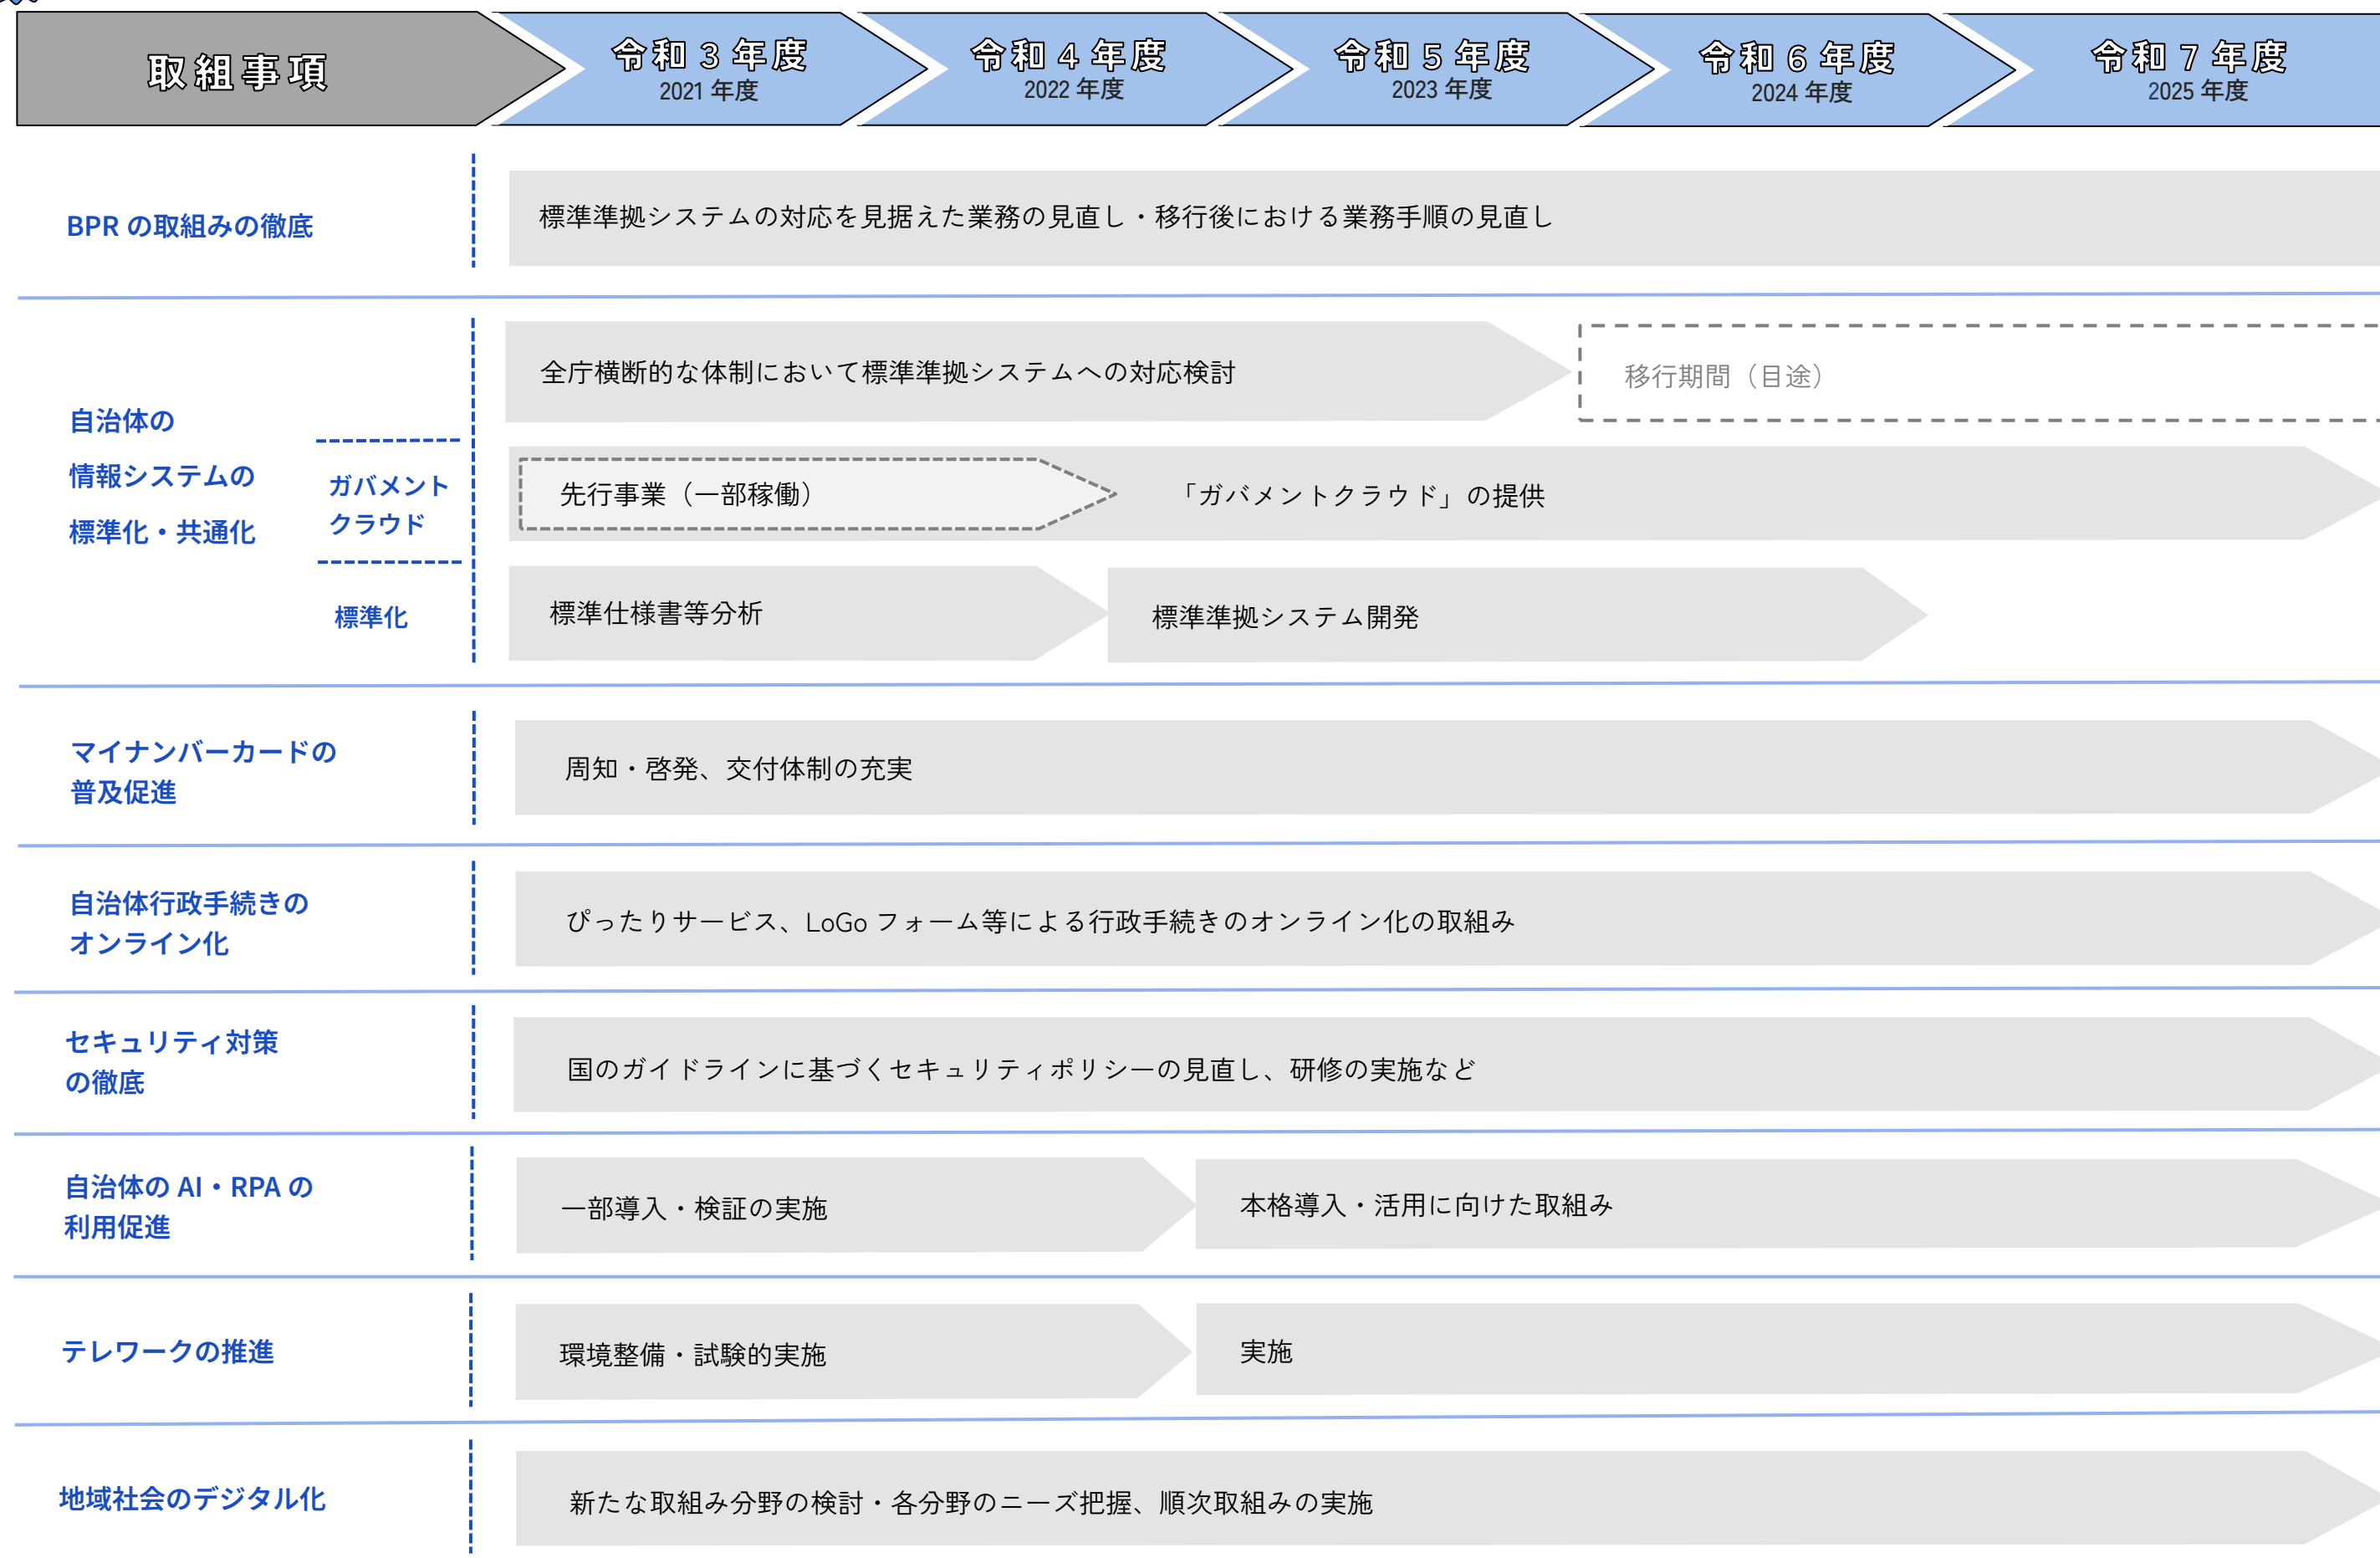 取組事項
令和3年度
2021 年度
令和4年度
2022 年度
令和5年度
2023 年度
令和6年度
2024 年度
令和7年度
2025 年度
BPR の取組みの徹底
標準準拠システムの対応を見据えた業務の見直し・移行後における業務手順の見直し
自治体の
情報システムの
標準化・共通化
全庁横断的な体制において標準準拠システムへの対応検討
移行期間（目途）
ガバメント
クラウド
先行事業（一部稼働）
「ガバメントクラウド」の提供
標準化
標準仕様書等分析
標準準拠システム開発
マイナンバーカードの
普及促進
周知・啓発、交付体制の充実
自治体行政手続きの
オンライン化
ぴったりサービス、LoGo フォーム等による行政手続きのオンライン化の取組み
セキュリティ対策
の徹底
国のガイドラインに基づくセキュリティポリシーの見直し、研修の実施など
自治体の AI・RPA の
利用促進
一部導入・検証の実施
本格導入・活用に向けた取組み
テレワークの推進
環境整備・試験的実施
実施
地域社会のデジタル化
新たな取組み分野の検討・各分野のニーズ把握、順次取組みの実施